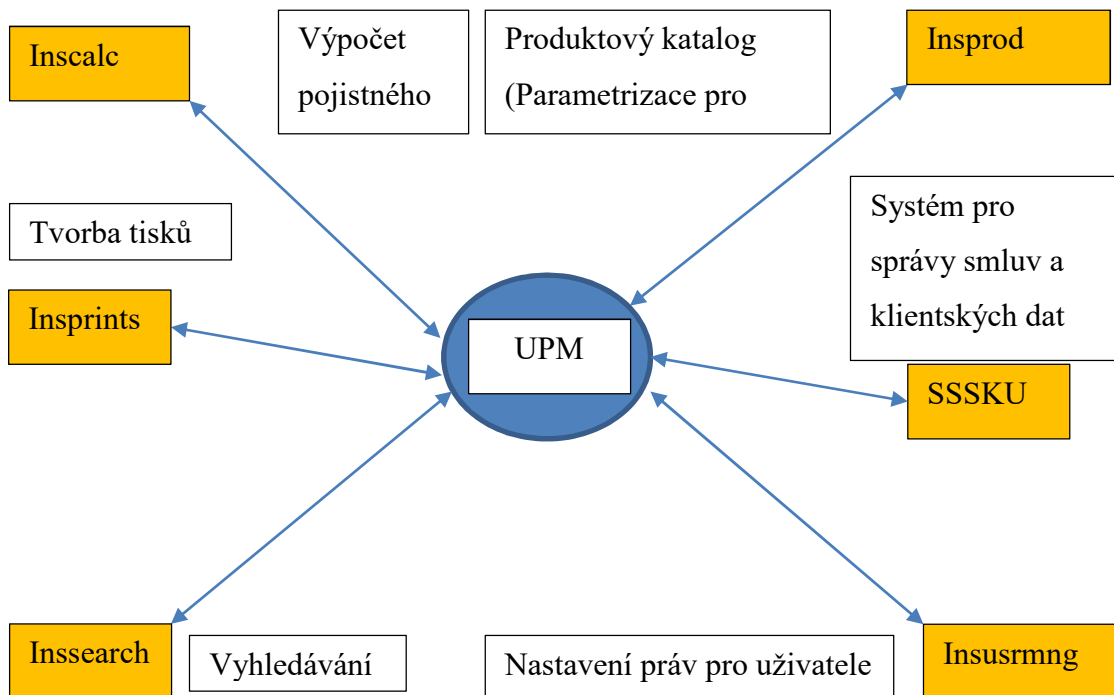 Inscalc
Výpočet
pojistného
Produktový katalog
(Parametrizace pro
Insprod
Tvorba tisků
Systém pro
správy smluv a
klientských dat
Insprints
UPM
SSSKU
Inssearch
Vyhledávání
Nastavení práv pro uživatele
Insusrmng